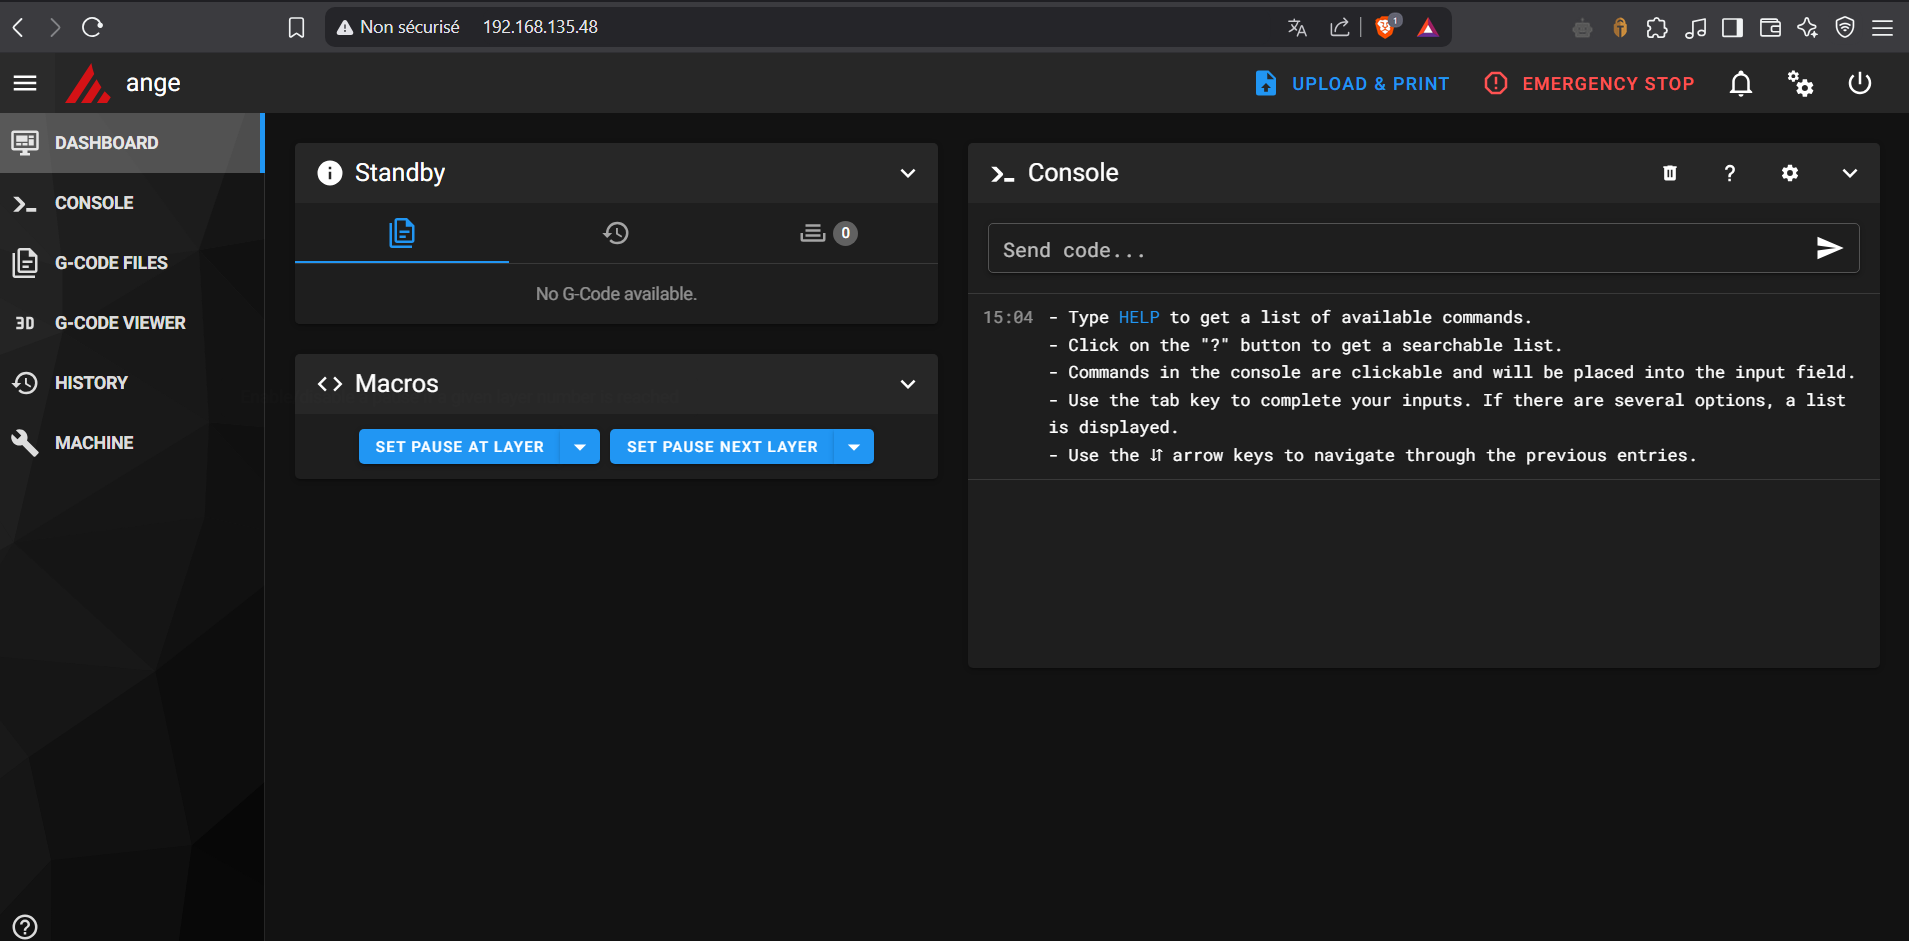 Non sécurisé 192.168.135.48
1
ange
UPLOAD & PRINT
EMERGENCY STOP
DASHBOARD
CONSOLE
G-CODE FILES
3D G-CODE VIEWER
HISTORY
MACHINE
Standby
0
No G-Code available.
Macros
SET PAUSE AT LAYER
SET PAUSE NEXT LAYER
Console
?
Send code...
15:04 - Type HELP to get a list of available commands.
- Click on the "?" button to get a searchable list.
- Commands in the console are clickable and will be placed into the input field.
- Use the tab key to complete your inputs. If there are several options, a list
is displayed.
- Use the ⇵ arrow keys to navigate through the previous entries.